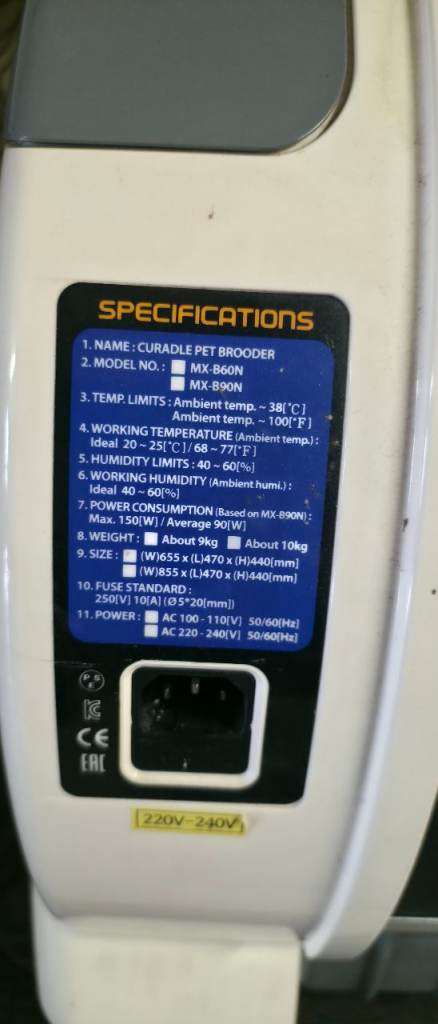 SPECIFICATIONS
1. NAME : CURADLE PET BROODER
2. MODEL NO. : MX-B60N
MX-B90N
3. TEMP. LIMITS : Ambient temp. ~ 38[°C]
Ambient temp. ~ 100[°F]
4. WORKING TEMPERATURE (Ambient temp.) :
Ideal 20 ~ 25[°C] / 68 ~ 77[°F]
5. HUMIDITY LIMITS : 40 ~ 60[%]
6. WORKING HUMIDITY (Ambient humi.) :
Ideal 40 ~ 60[%]
7. POWER CONSUMPTION (Based on MX-B90N) :
Max. 150[W] / Average 90[W]
8. WEIGHT : About 9kg About 10kg
9. SIZE : (W)655 x (L)470 x (H)440[mm]
(W)855 x (L)470 x (H)440[mm]
10. FUSE STANDARD :
250[V] 10[A] (Ø5*20[mm])
11. POWER : AC 100 - 110[V] 50/60[Hz]
AC 220 - 240[V] 50/60[Hz]
PS
E
KC
CE
EAC
220V-240V